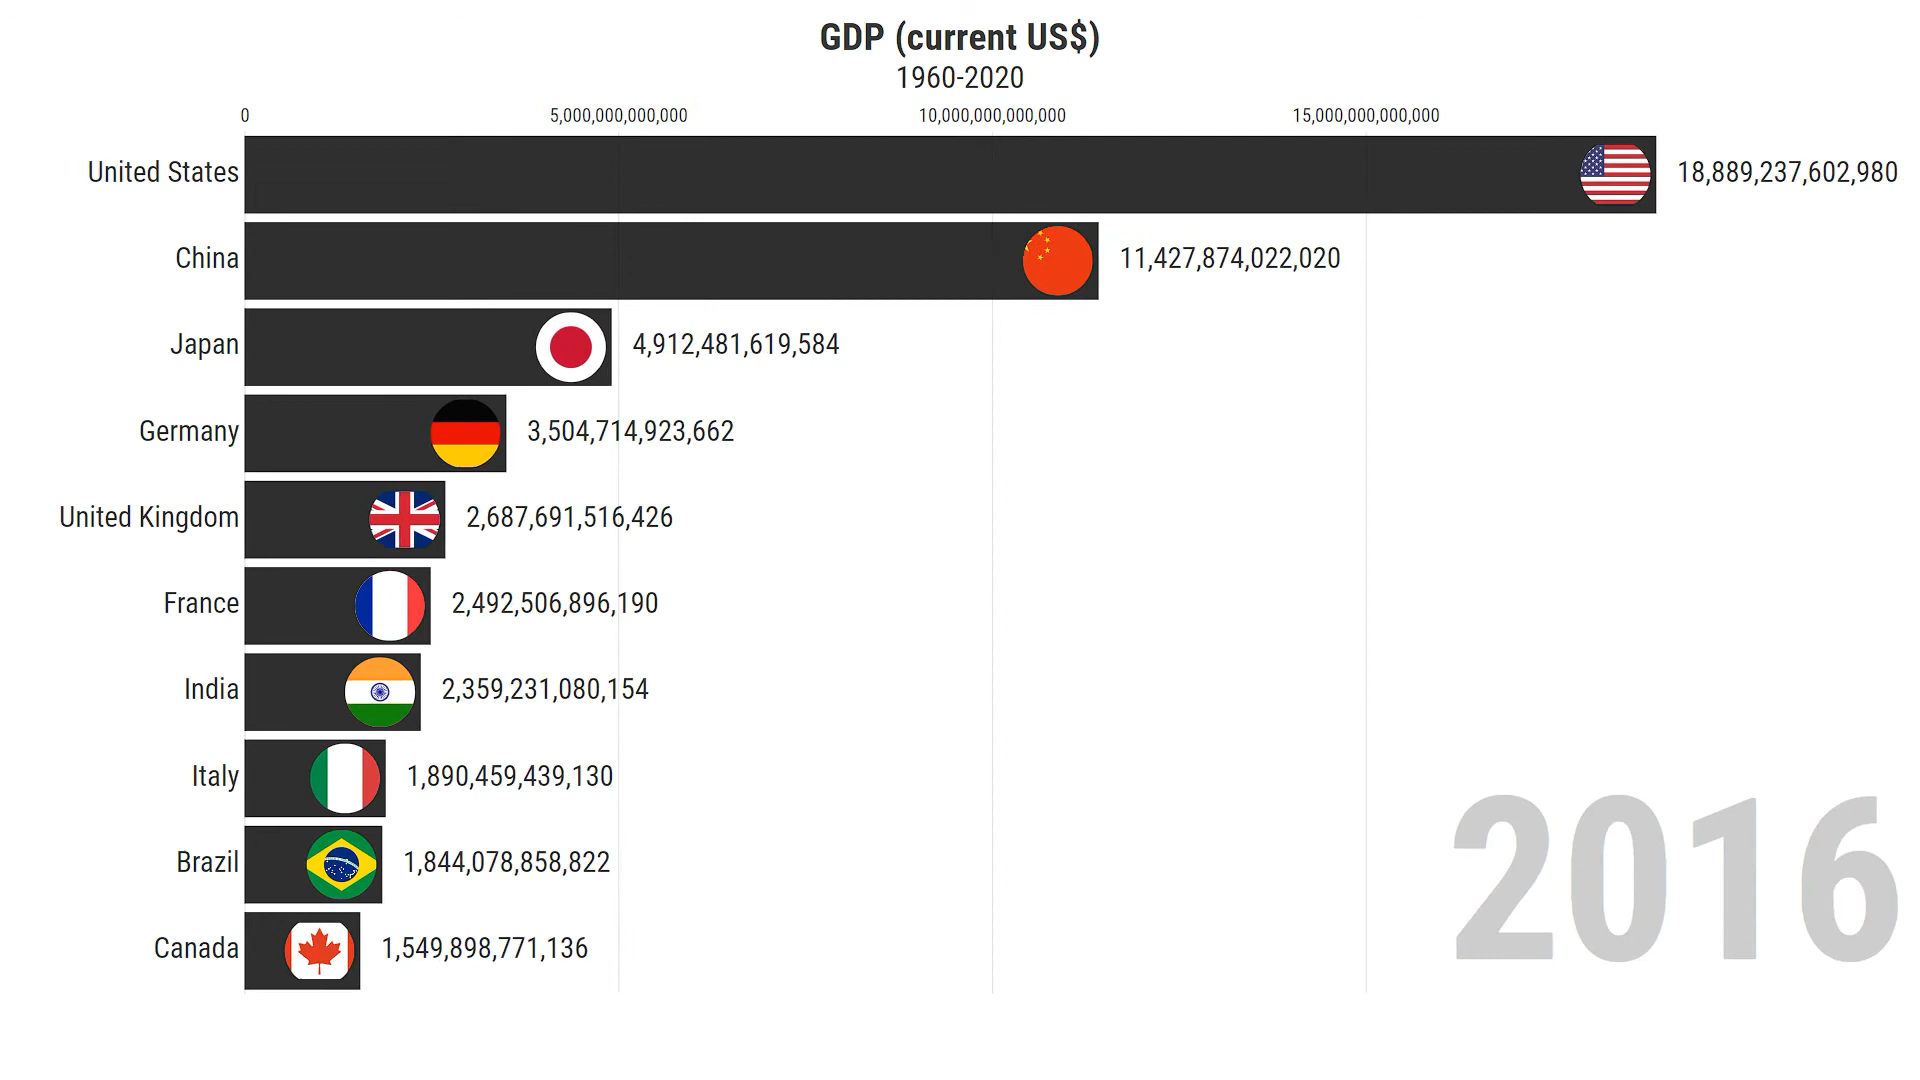 GDP (current US$)
1960-2020
0 5,000,000,000,000 10,000,000,000,000 15,000,000,000,000
United States 18,889,237,602,980
China 11,427,874,022,020
Japan 4,912,481,619,584
Germany 3,504,714,923,662
United Kingdom 2,687,691,516,426
France 2,492,506,896,190
India 2,359,231,080,154
Italy 1,890,459,439,130
Brazil 1,844,078,858,822
Canada 1,549,898,771,136
2016